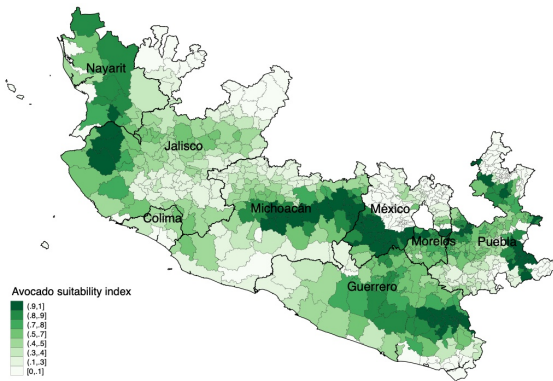 Nayarit
Jalisco
Colima
Michoacán
México
Morelos
Puebla
Guerrero
Avocado suitability index
(.9,1]
(.8,.9]
(.7,.8]
(.5,.7]
(.4,.5]
(.3,.4]
(.1,.3]
[0,.1]